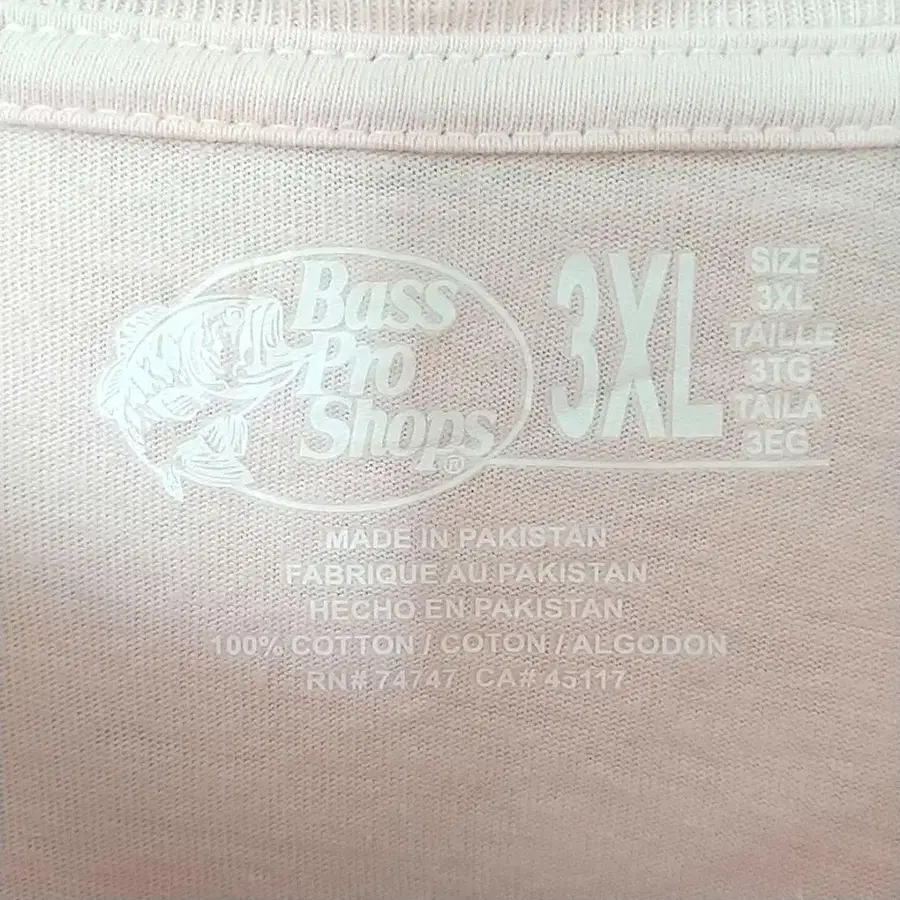 Bass
Pro
Shops®
3XL
SIZE
3XL
TAILLE
3TG
TAILA
3EG
MADE IN PAKISTAN
FABRIQUE AU PAKISTAN
HECHO EN PAKISTAN
100% COTTON / COTON / ALGODON
RN# 74747 CA# 45117